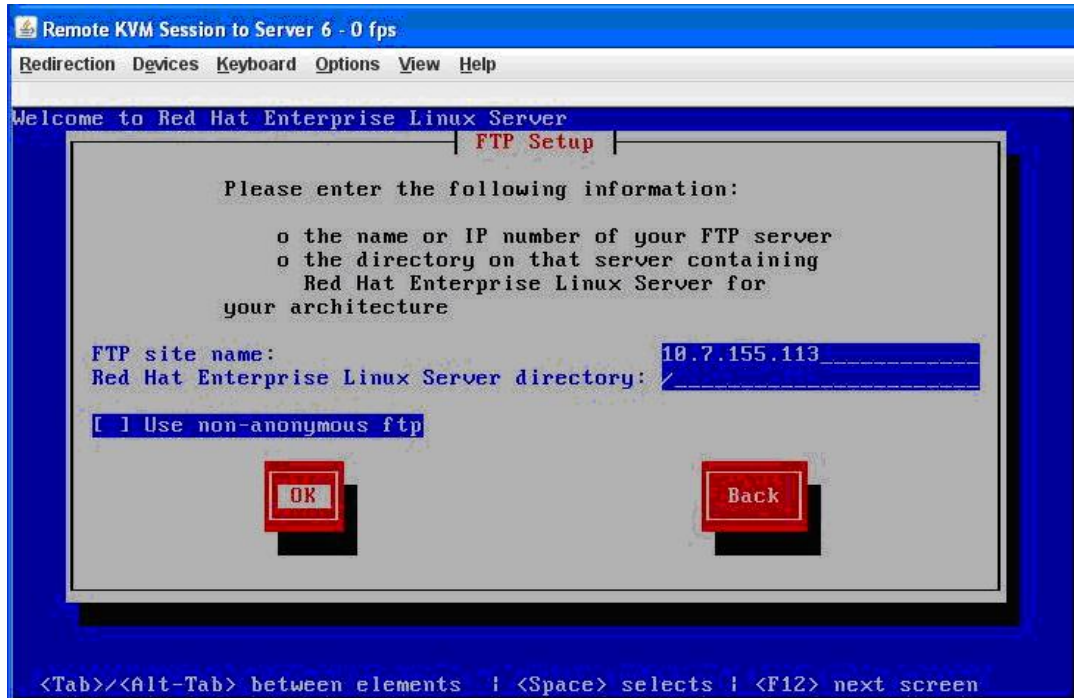 Remote KVM Session to Server 6 - 0 fps
Redirection Devices Keyboard Options View Help
Welcome to Red Hat Enterprise Linux Server
FTP Setup
Please enter the following information:
o the name or IP number of your FTP server
o the directory on that server containing
Red Hat Enterprise Linux Server for
your architecture
FTP site name: 10.7.155.113____________
Red Hat Enterprise Linux Server directory: /_______________________
[ ] Use non-anonymous ftp
OK Back
<Tab>/<Alt-Tab> between elements | <Space> selects | <F12> next screen